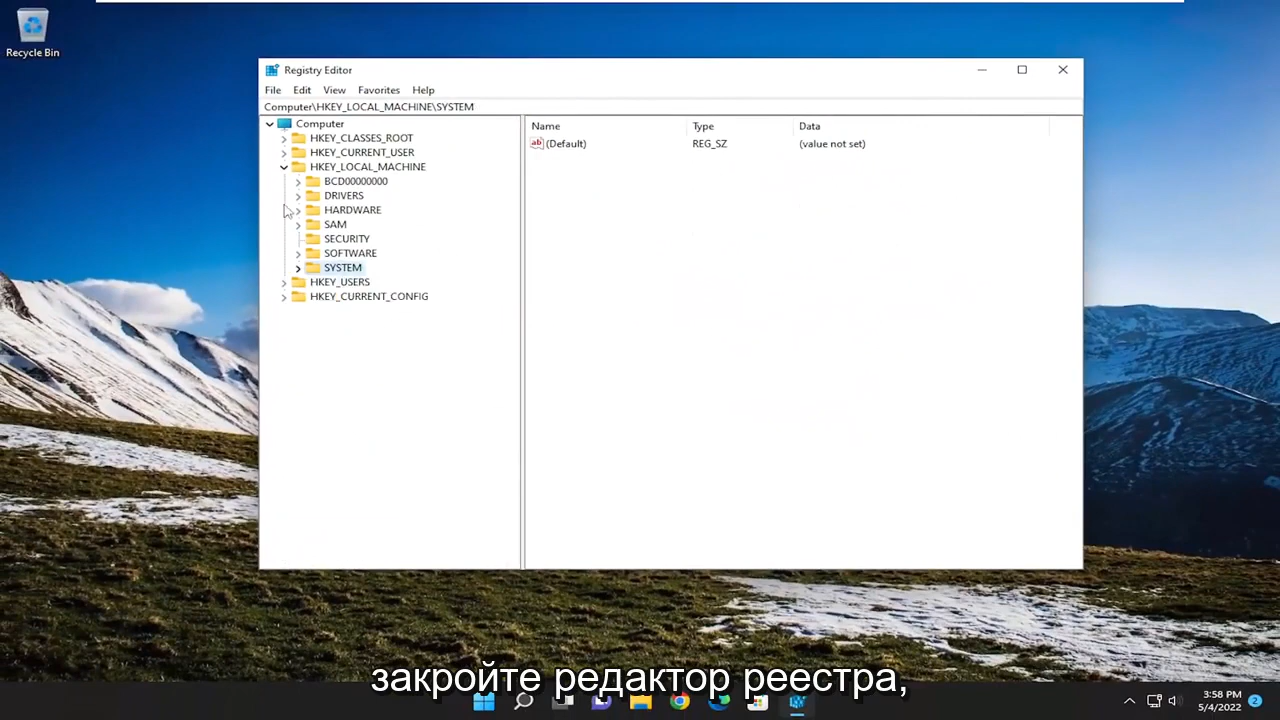 Recycle Bin
Registry Editor
File Edit View Favorites Help
Computer\HKEY_LOCAL_MACHINE\SYSTEM
Computer
HKEY_CLASSES_ROOT
HKEY_CURRENT_USER
HKEY_LOCAL_MACHINE
BCD00000000
DRIVERS
HARDWARE
SAM
SECURITY
SOFTWARE
SYSTEM
HKEY_USERS
HKEY_CURRENT_CONFIG
Name Type Data
ab (Default) REG_SZ (value not set)
закройте редактор реестра,
3:58 PM
5/4/2022
2